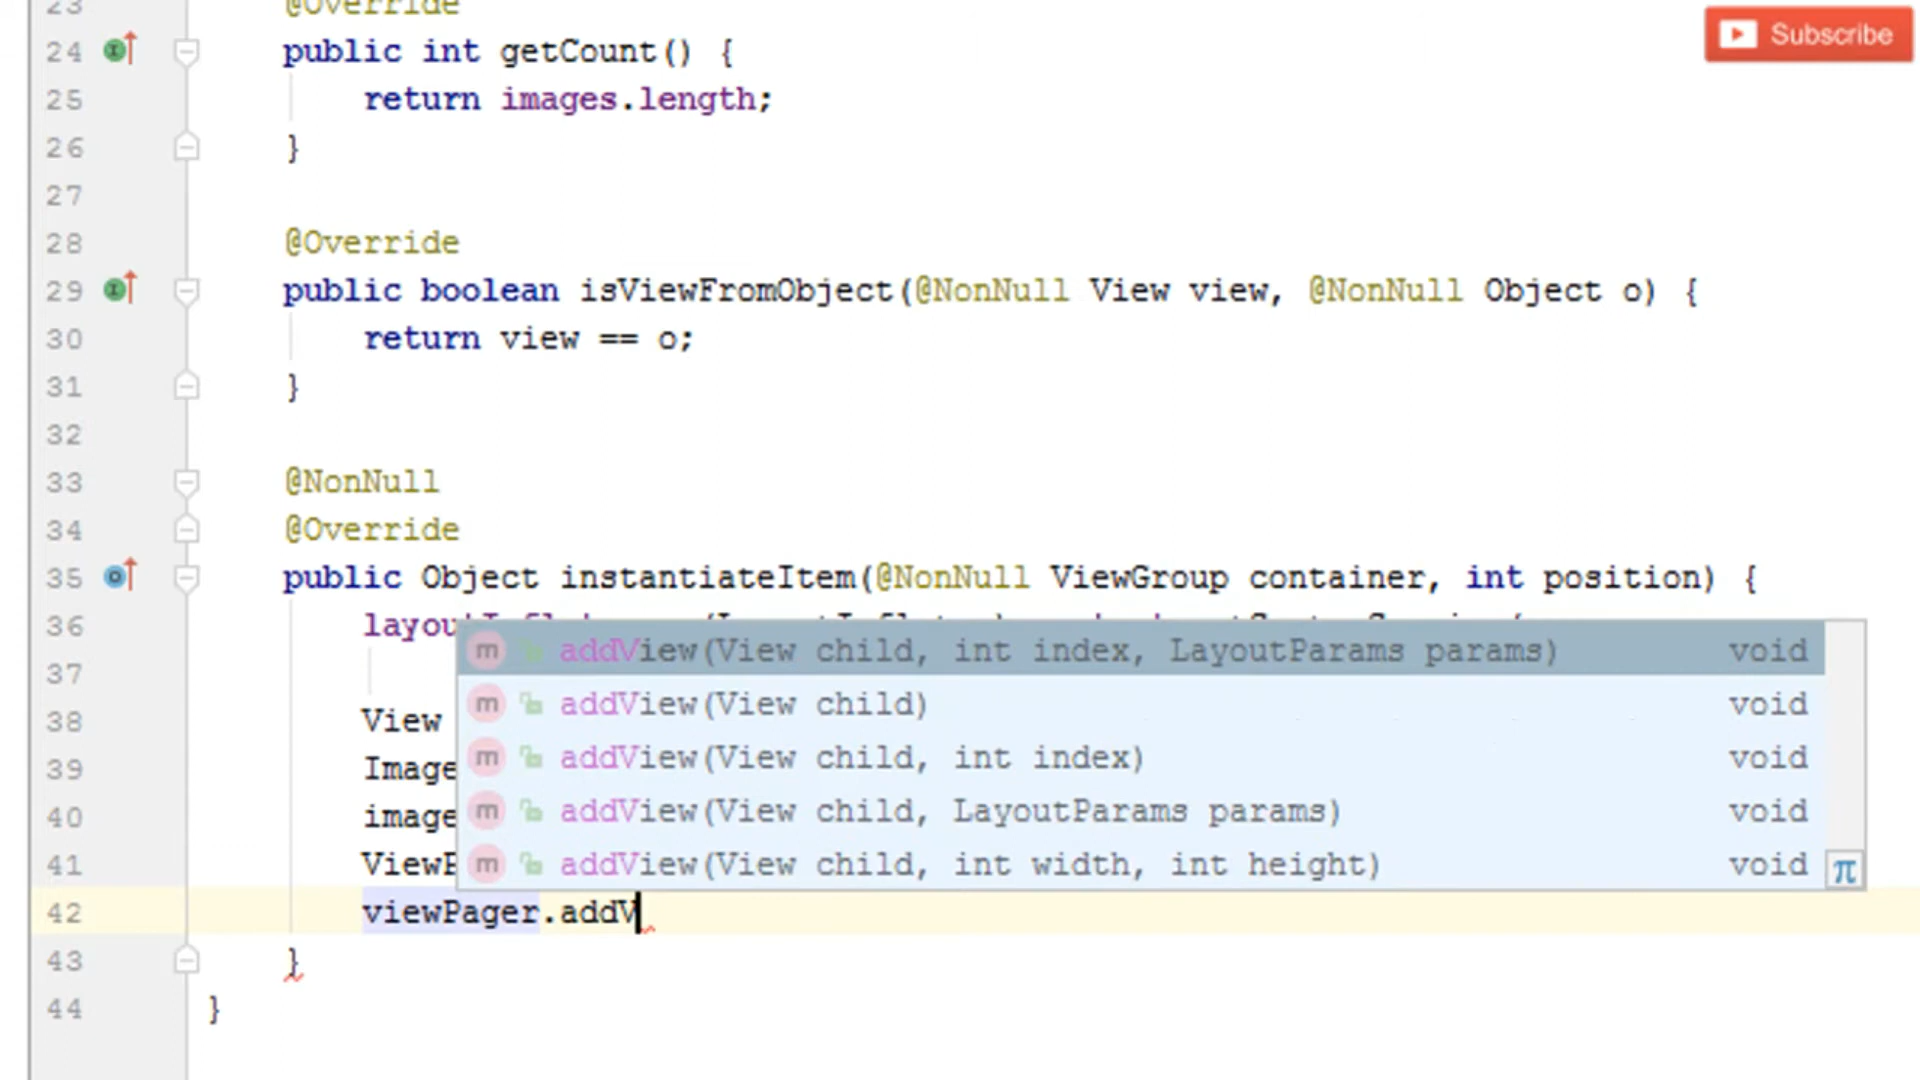 23 @Override
Subscribe
24 public int getCount() {
25 return images.length;
26 }
27
28 @Override
29 public boolean isViewFromObject(@NonNull View view, @NonNull Object o) {
30 return view == o;
31 }
32
33 @NonNull
34 @Override
35 public Object instantiateItem(@NonNull ViewGroup container, int position) {
36
m addView(View child, int index, LayoutParams params) void
37
m addView(View child) void
38 View
m addView(View child, int index) void
39 Image
m addView(View child, LayoutParams params) void
40 image
m addView(View child, int width, int height) void
π
41 ViewP
42 viewPager.addV
43 }
44 }